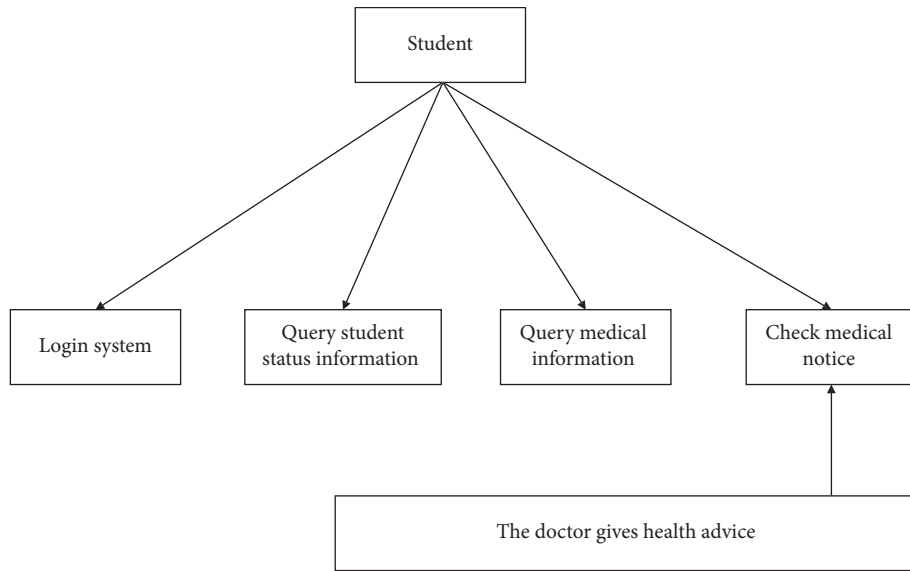 Student
Login system
Query student
status information
Query medical
information
Check medical
notice
The doctor gives health advice